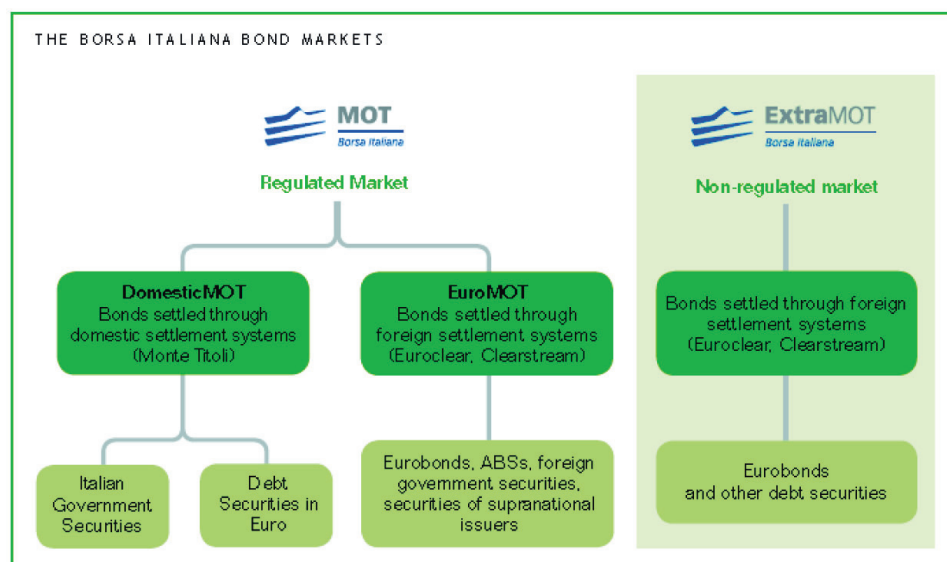 THE BORSA ITALIANA BOND MARKETS
MOT
Borsa Italiana
Regulated Market
ExtraMOT
Borsa Italiana
Non-regulated market
DomesticMOT
Bonds settled through
domestic settlement systems
(Monte Titoli)
EuroMOT
Bonds settled through
foreign settlement systems
(Euroclear, Clearstream)
Bonds settled through foreign
settlement systems
(Euroclear, Clearstream)
Italian
Government
Securities
Debt
Securities in
Euro
Eurobonds, ABSs, foreign
government securities,
securities of supranational
issuers
Eurobonds
and other debt securities